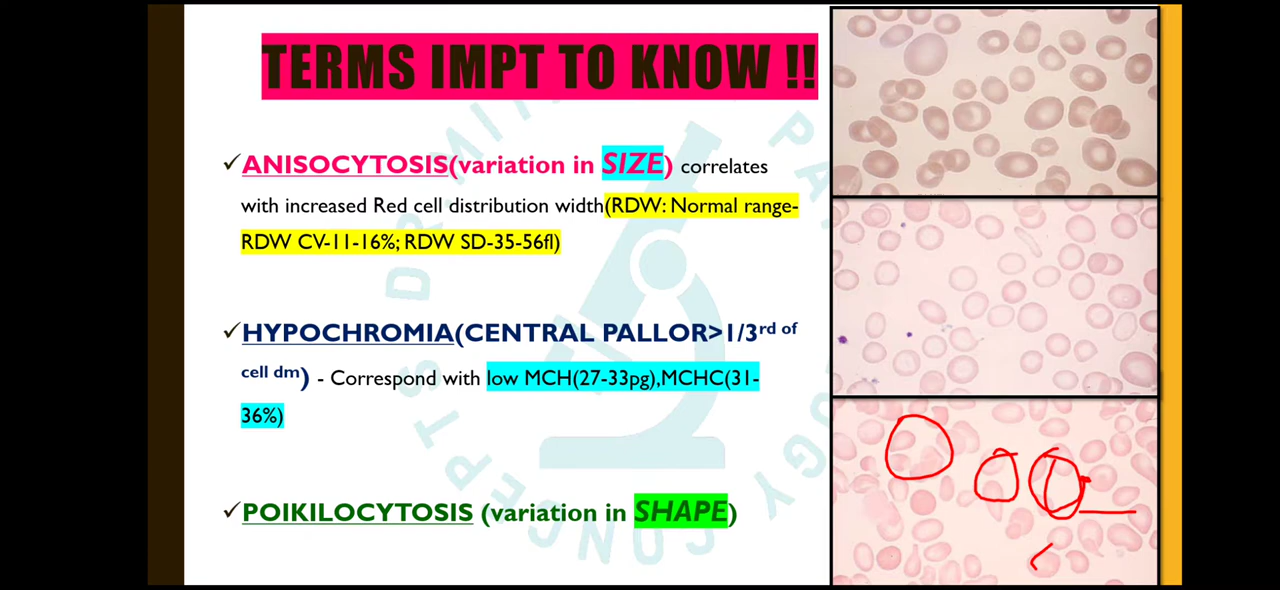 TERMS IMPT TO KNOW !!
✓ANISOCYTOSIS(variation in SIZE) correlates
with increased Red cell distribution width(RDW: Normal range-
RDW CV-11-16%; RDW SD-35-56fl)
✓HYPOCHROMIA(CENTRAL PALLOR>1/3rd of
cell dm) - Correspond with low MCH(27-33pg),MCHC(31-
36%)
✓POIKILOCYTOSIS (variation in SHAPE)